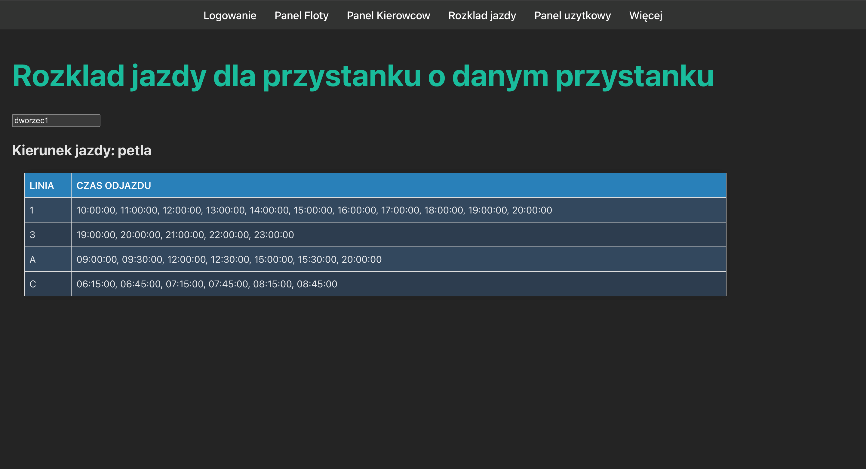 Logowanie Panel Floty Panel Kierowcow Rozklad jazdy Panel uzytkowy Więcej
Rozklad jazdy dla przystanku o danym przystanku
dworzec1
Kierunek jazdy: petla
LINIA CZAS ODJAZDU
1 10:00:00, 11:00:00, 12:00:00, 13:00:00, 14:00:00, 15:00:00, 16:00:00, 17:00:00, 18:00:00, 19:00:00, 20:00:00
3 19:00:00, 20:00:00, 21:00:00, 22:00:00, 23:00:00
A 09:00:00, 09:30:00, 12:00:00, 12:30:00, 15:00:00, 15:30:00, 20:00:00
C 06:15:00, 06:45:00, 07:15:00, 07:45:00, 08:15:00, 08:45:00